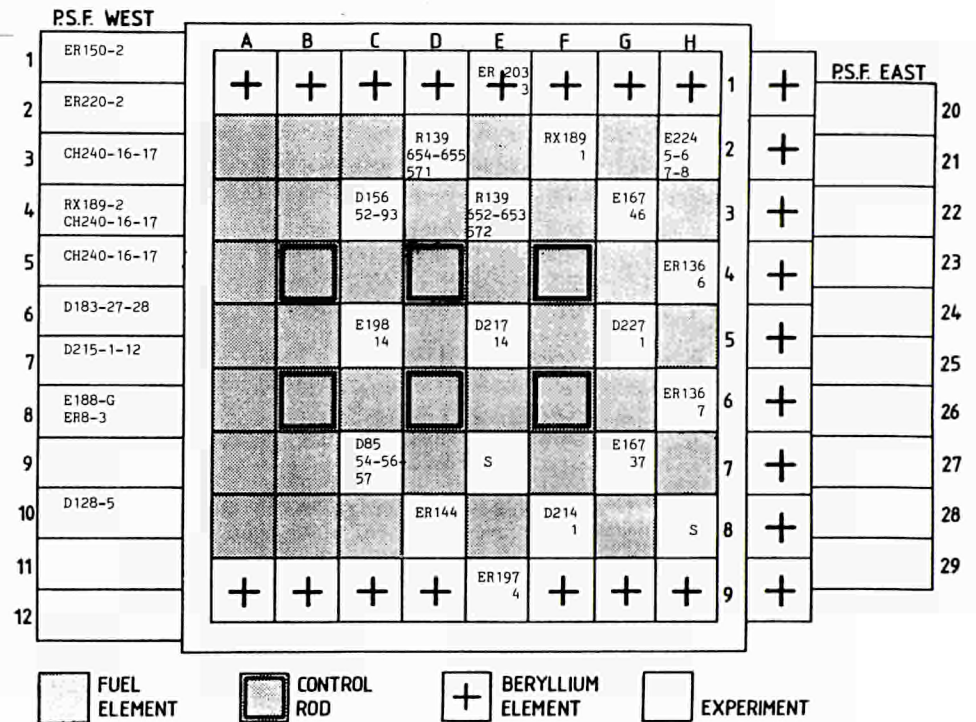 P.S.F. WEST
P.S.F. EAST
A B C D E F G H
1 ER150-2
2 ER220-2
3 CH240-16-17
4 RX189-2
CH240-16-17
5 CH240-16-17
6 D183-27-28
7 D215-1-12
8 E188-G
ER8-3
9
10 D128-5
11
12
ER 203
3
1
R139
654-655
571
RX189
1
E224
5-6
7-8
2
D156
52-93
R139
652-653
572
E167
46
3
ER136
6
4
E198
14
D217
14
D227
1
5
ER136
7
6
D85
54-56-
57
S
E167
37
7
ER144
D214
1
S
8
ER197
4
9
20
21
22
23
24
25
26
27
28
29
FUEL
ELEMENT
CONTROL
ROD
BERYLLIUM
ELEMENT
EXPERIMENT